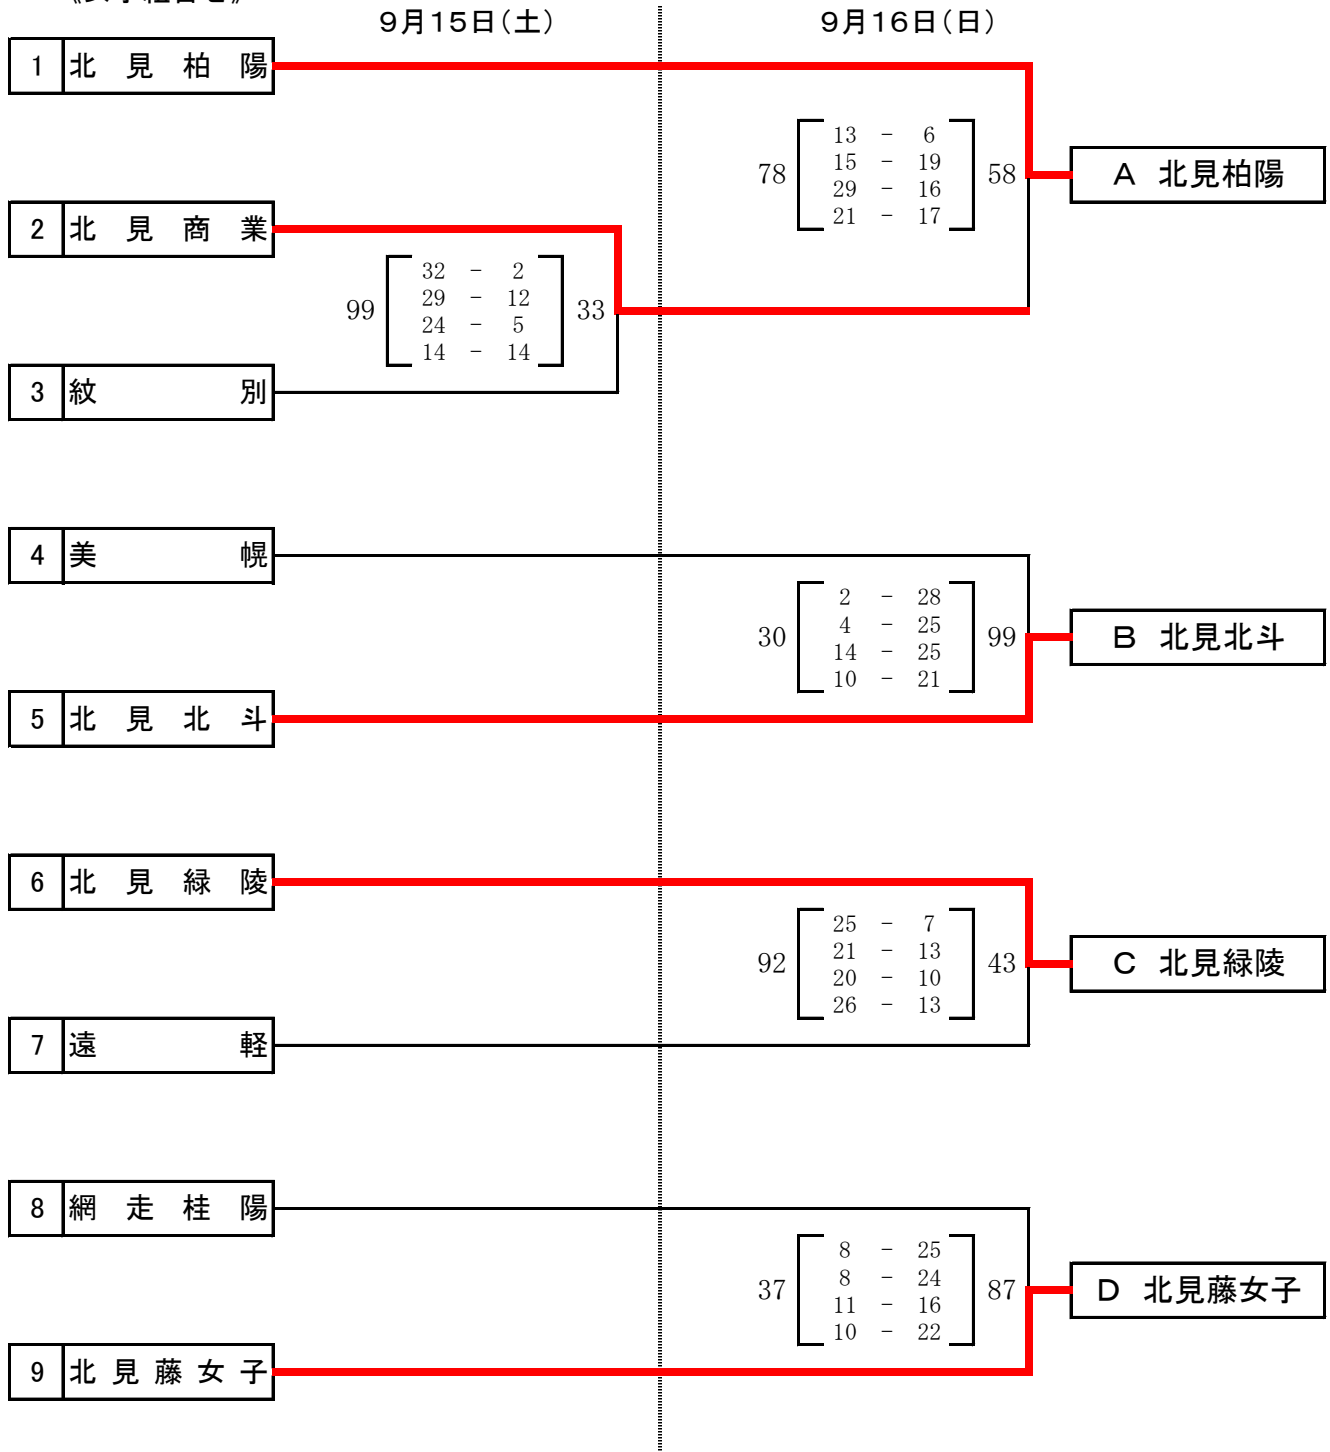 9月15日(土) 9月16日(日)
1 北見柏陽
13 - 6
15 - 19
78 58
29 - 16
21 - 17
A 北見柏陽
2 北見商業
32 - 2
29 - 12
99 33
24 - 5
14 - 14
3 紋別
4 美幌
2 - 28
4 - 25
30 99
14 - 25
10 - 21
B 北見北斗
5 北見北斗
6 北見緑陵
25 - 7
21 - 13
92 43
20 - 10
26 - 13
C 北見緑陵
7 遠軽
8 網走桂陽
8 - 25
8 - 24
37 87
11 - 16
10 - 22
D 北見藤女子
9 北見藤女子